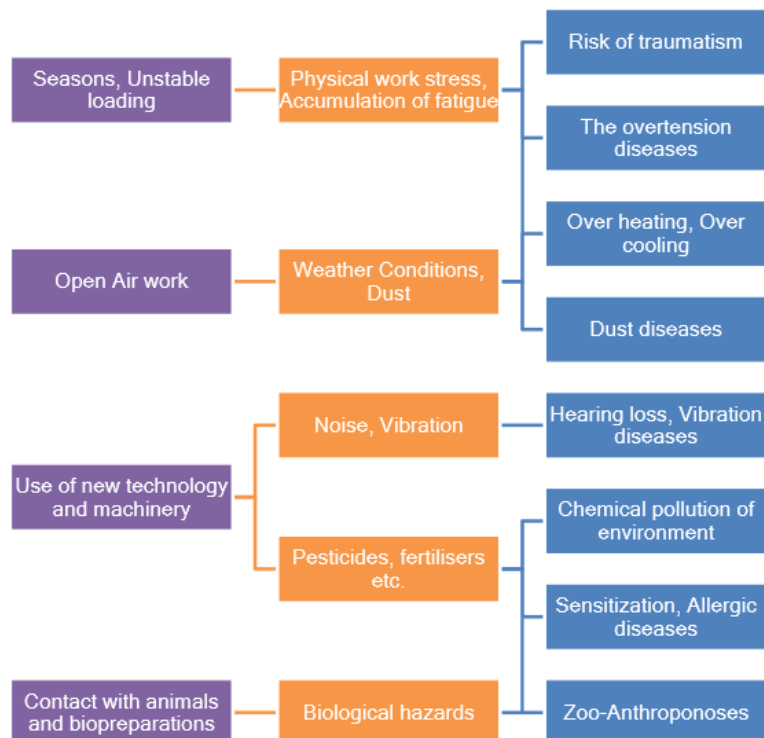 Risk of traumatism
Seasons, Unstable
loading
Physical work stress,
Accumulation of fatigue
The overtension
diseases
Over heating, Over
cooling
Open Air work
Weather Conditions,
Dust
Dust diseases
Noise, Vibration
Hearing loss, Vibration
diseases
Use of new technology
and machinery
Chemical pollution of
environment
Pesticides, fertilisers
etc.
Sensitization, Allergic
diseases
Contact with animals
and biopreparations
Biological hazards
Zoo-Anthroponoses